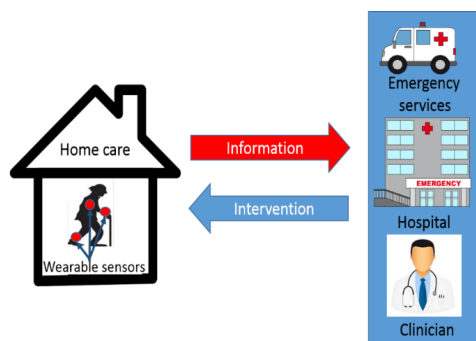 Home care
Wearable sensors
Information
Intervention
Emergency
services
EMERGENCY
Hospital
Clinician